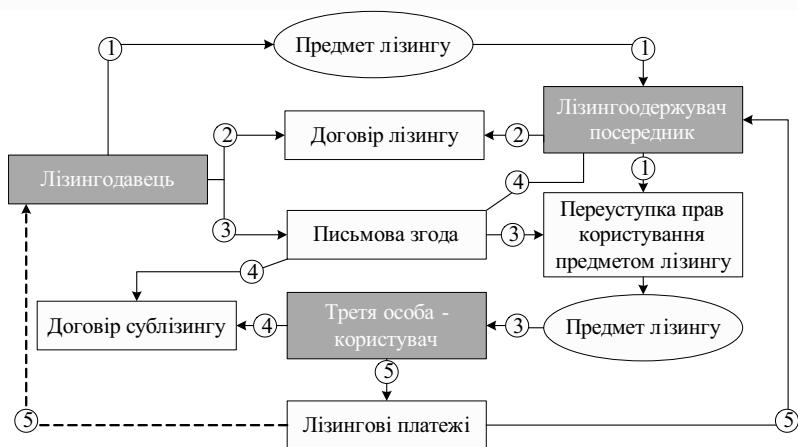 1
Предмет лізингу
1
Лізингоодержувач
посередник
2
Договір лізингу
2
5
Лізингодавець
4
1
3
Письмова згода
3
Переуступка прав
користування
предметом лізингу
4
Договір сублізингу
4
Третя особа -
користувач
3
Предмет лізингу
5
5
Лізингові платежі
5